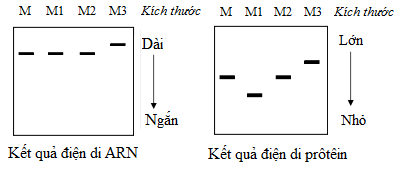 M M1 M2 M3 Kích thước
Dài
Ngắn
Kết quả điện di ARN
M M1 M2 M3 Kích thước
Lớn
Nhỏ
Kết quả điện di prôtêin